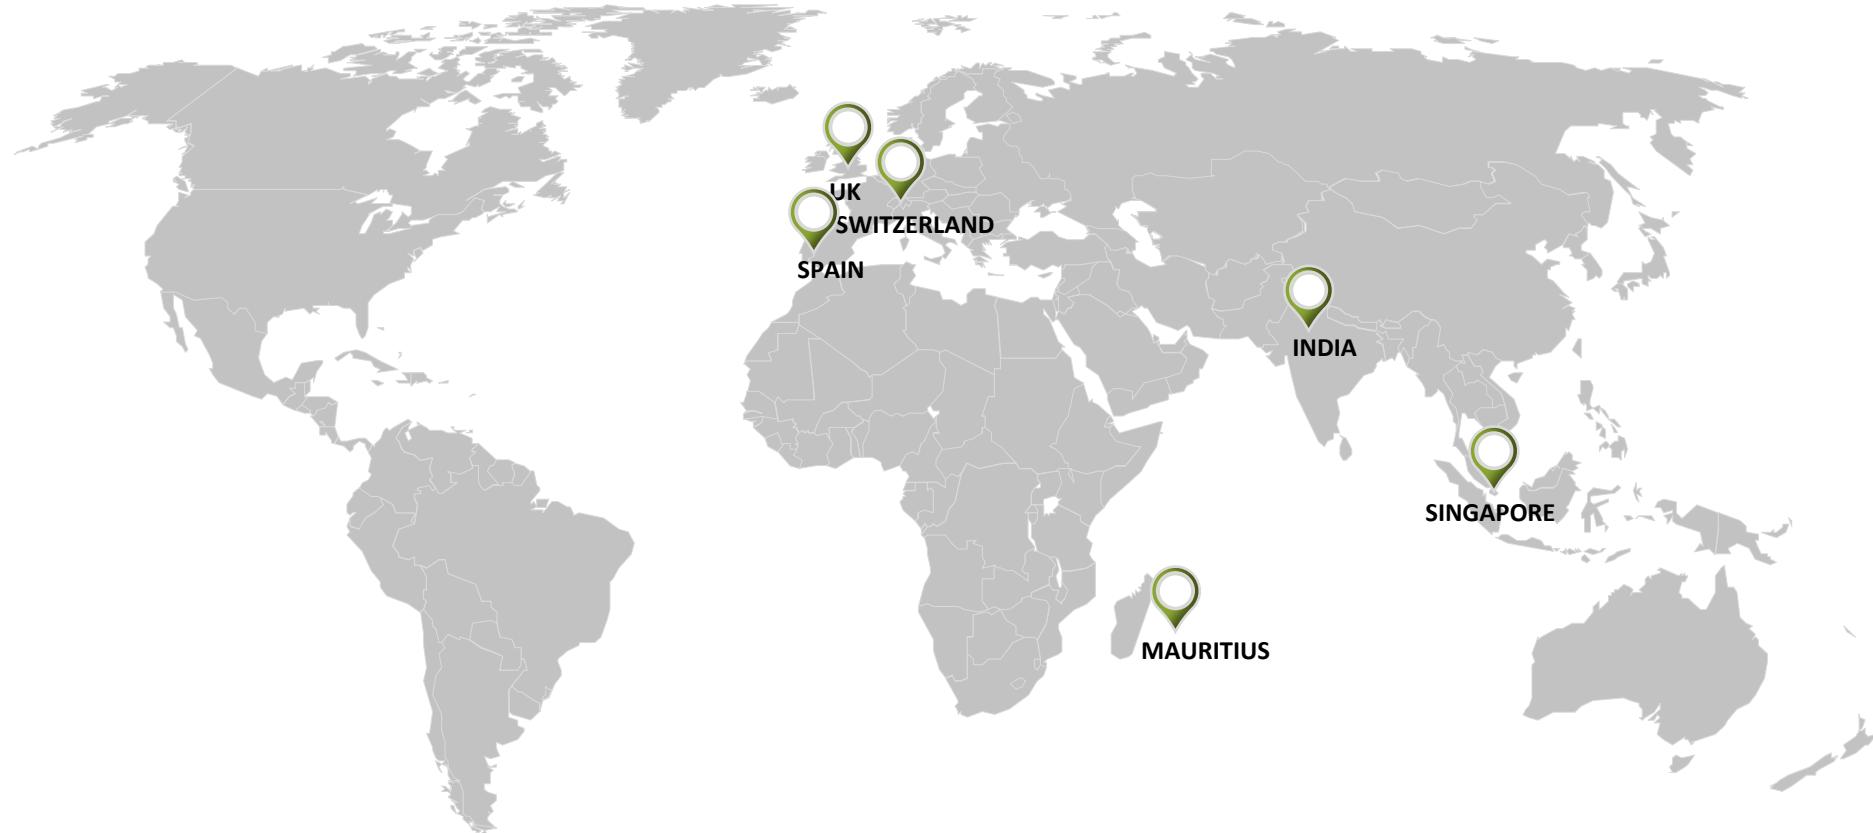 UK
SWITZERLAND
SPAIN
INDIA
SINGAPORE
MAURITIUS